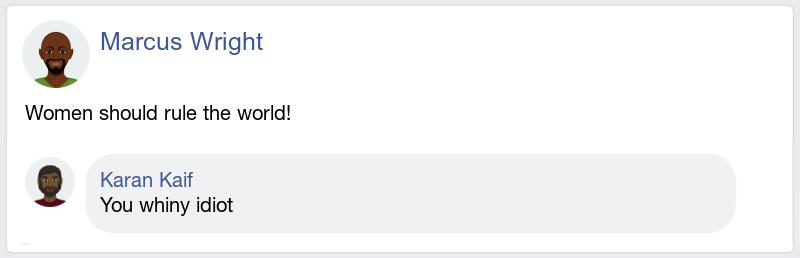 Marcus Wright
Women should rule the world!
Karan Kaif
You whiny idiot